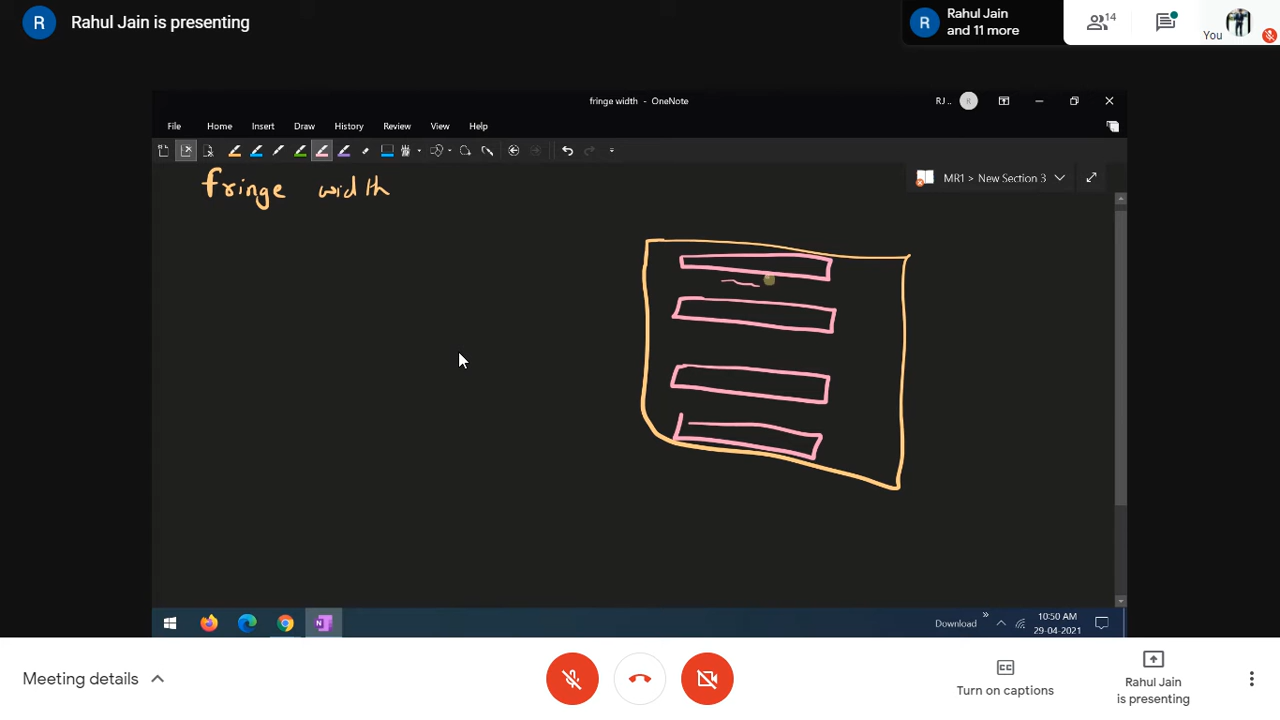 R Rahul Jain is presenting
R Rahul Jain and 11 more
14
You
fringe width - OneNote
RJ ..
K
File Home Insert Draw History Review View Help
fringe width
MR1 > New Section 3
Download
10:50 AM
29-04-2021
Meeting details
CC
Turn on captions
Rahul Jain
is presenting